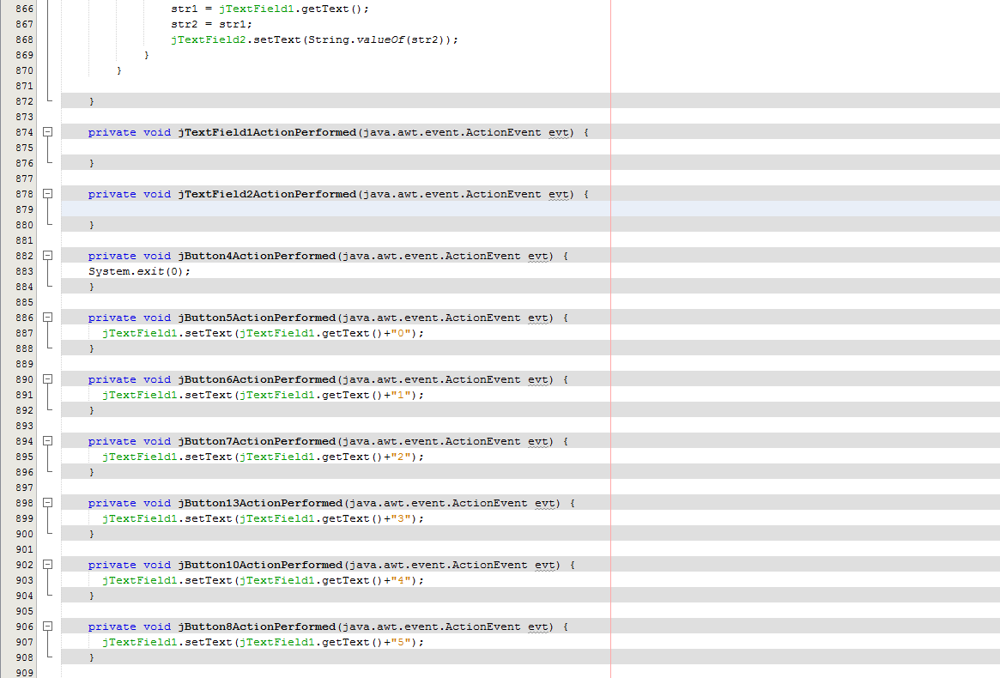 866 str1 = jTextField1.getText();
867 str2 = str1;
868 jTextField2.setText(String.valueOf(str2));
869 }
870 }
871
872 }
873
874 private void jTextField1ActionPerformed(java.awt.event.ActionEvent evt) {
875
876 }
877
878 private void jTextField2ActionPerformed(java.awt.event.ActionEvent evt) {
879
880 }
881
882 private void jButton4ActionPerformed(java.awt.event.ActionEvent evt) {
883 System.exit(0);
884 }
885
886 private void jButton5ActionPerformed(java.awt.event.ActionEvent evt) {
887 jTextField1.setText(jTextField1.getText()+"0");
888 }
889
890 private void jButton6ActionPerformed(java.awt.event.ActionEvent evt) {
891 jTextField1.setText(jTextField1.getText()+"1");
892 }
893
894 private void jButton7ActionPerformed(java.awt.event.ActionEvent evt) {
895 jTextField1.setText(jTextField1.getText()+"2");
896 }
897
898 private void jButton13ActionPerformed(java.awt.event.ActionEvent evt) {
899 jTextField1.setText(jTextField1.getText()+"3");
900 }
901
902 private void jButton10ActionPerformed(java.awt.event.ActionEvent evt) {
903 jTextField1.setText(jTextField1.getText()+"4");
904 }
905
906 private void jButton8ActionPerformed(java.awt.event.ActionEvent evt) {
907 jTextField1.setText(jTextField1.getText()+"5");
908 }
909